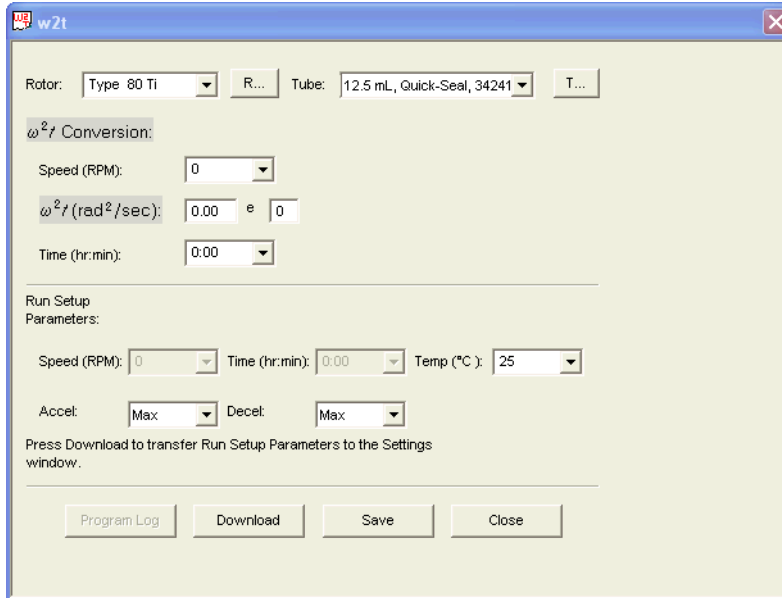 w2t
Rotor: Type 80 Ti R... Tube: 12.5 mL, Quick-Seal, 34241 T...
ω²t Conversion:
Speed (RPM): 0
ω²t (rad²/sec): 0.00 e 0
Time (hr:min): 0:00
Run Setup
Parameters:
Speed (RPM): 0 Time (hr:min): 0:00 Temp (°C ): 25
Accel: Max Decel: Max
Press Download to transfer Run Setup Parameters to the Settings
window.
Program Log Download Save Close